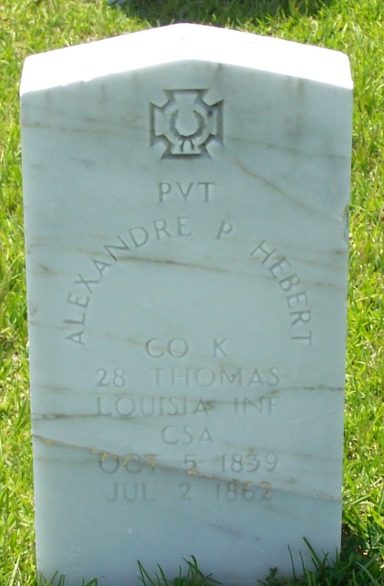 PVT
ALEXANDRE P HEBERT
CO K
28 THOMAS
LOUISIA INF
CSA
OCT 5 1839
JUL 2 1862